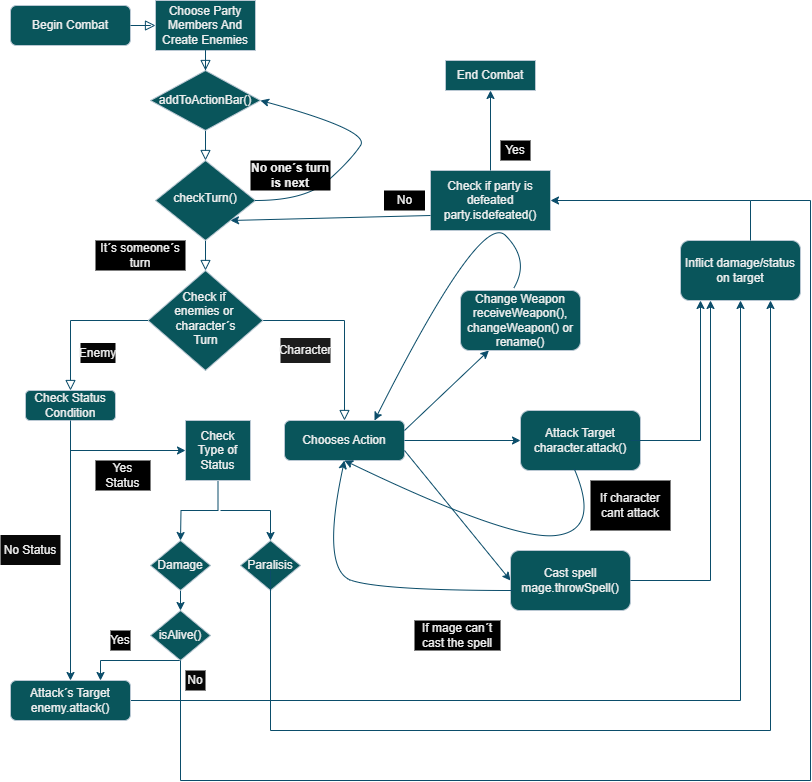 Begin Combat
Choose Party
Members And
Create Enemies
addToActionBar()
End Combat
Yes
No one´s turn
is next
checkTurn()
No
Check if party is
defeated
party.isdefeated()
It´s someone´s
turn
Inflict damage/status
on target
Check if
enemies or
character´s
Turn
Change Weapon
receiveWeapon(),
changeWeapon() or
rename()
Enemy
Character
Check Status
Condition
Check
Type of
Status
Chooses Action
Attack Target
character.attack()
Yes
Status
If character
cant attack
No Status
Damage
Paralisis
Cast spell
mage.throwSpell()
isAlive()
Yes
If mage can´t
cast the spell
No
Attack´s Target
enemy.attack()